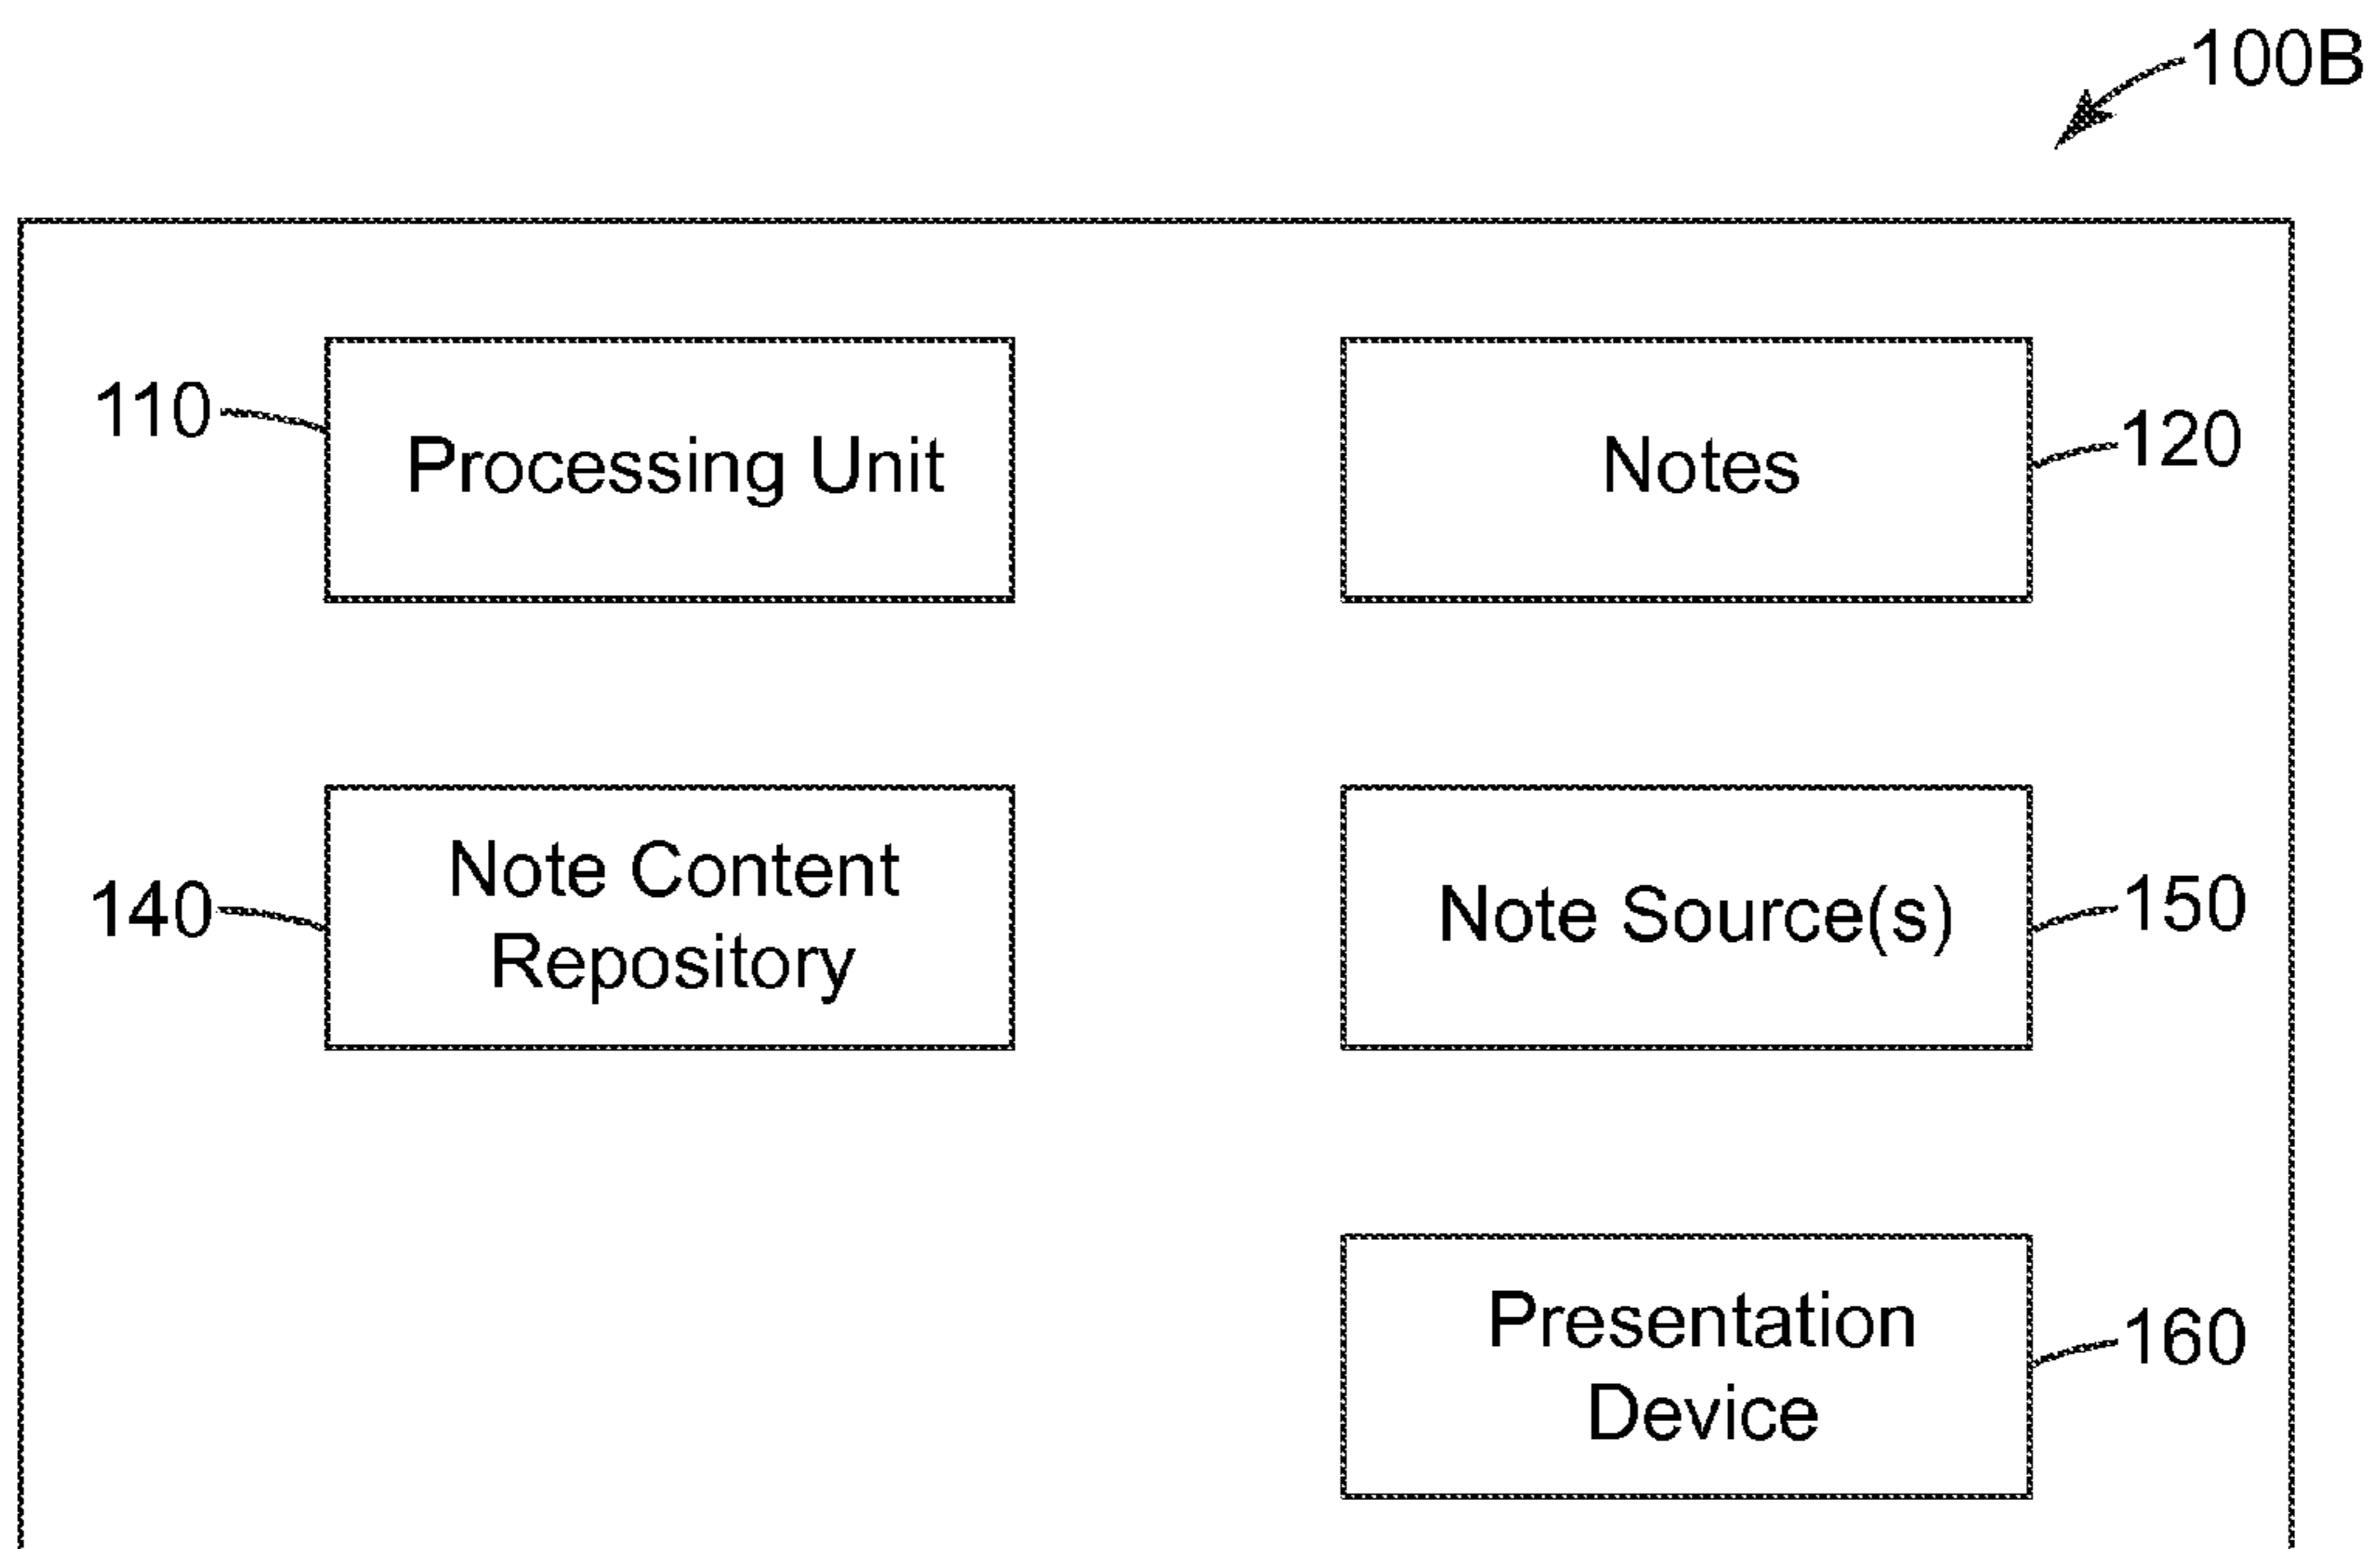 100B
110
Processing Unit
Notes
120
140
Note Content
Repository
Note Source(s)
150
Presentation
Device
160